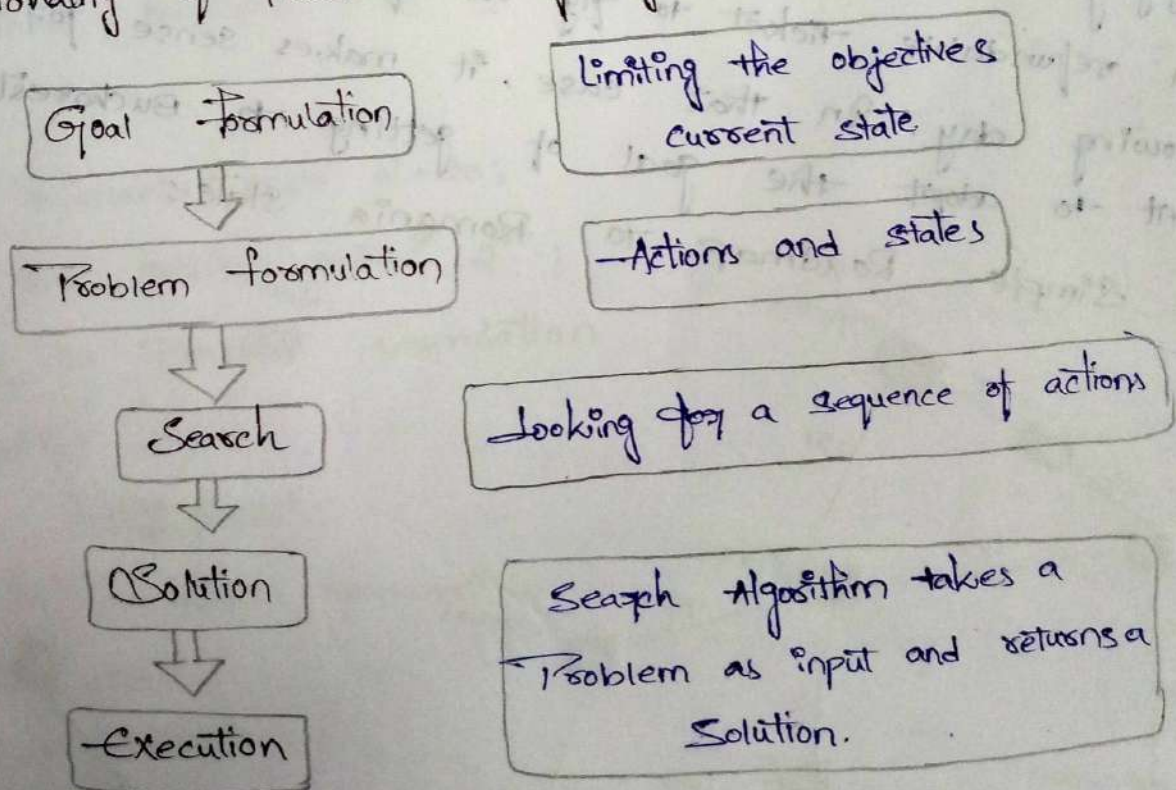 Goal formulation
Limiting the objectives
current state
Problem formulation
Actions and states
Search
Looking for a sequence of actions
Solution
Search Algorithm takes a
Problem as input and returns a
Solution.
Execution